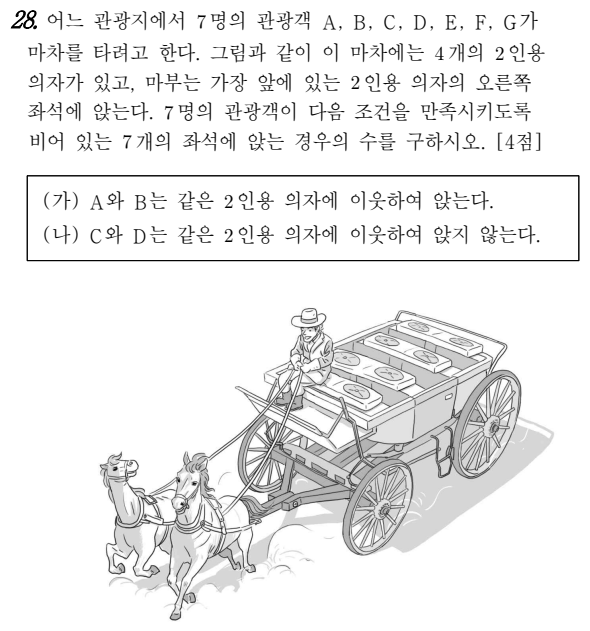 28. 어느 관광지에서 7명의 관광객 A, B, C, D, E, F, G가
마차를 타려고 한다. 그림과 같이 이 마차에는 4개의 2인용
의자가 있고, 마부는 가장 앞에 있는 2인용 의자의 오른쪽
좌석에 앉는다. 7명의 관광객이 다음 조건을 만족시키도록
비어 있는 7개의 좌석에 앉는 경우의 수를 구하시오. [4점]
(가) A와 B는 같은 2인용 의자에 이웃하여 앉는다.
(나) C와 D는 같은 2인용 의자에 이웃하여 앉지 않는다.